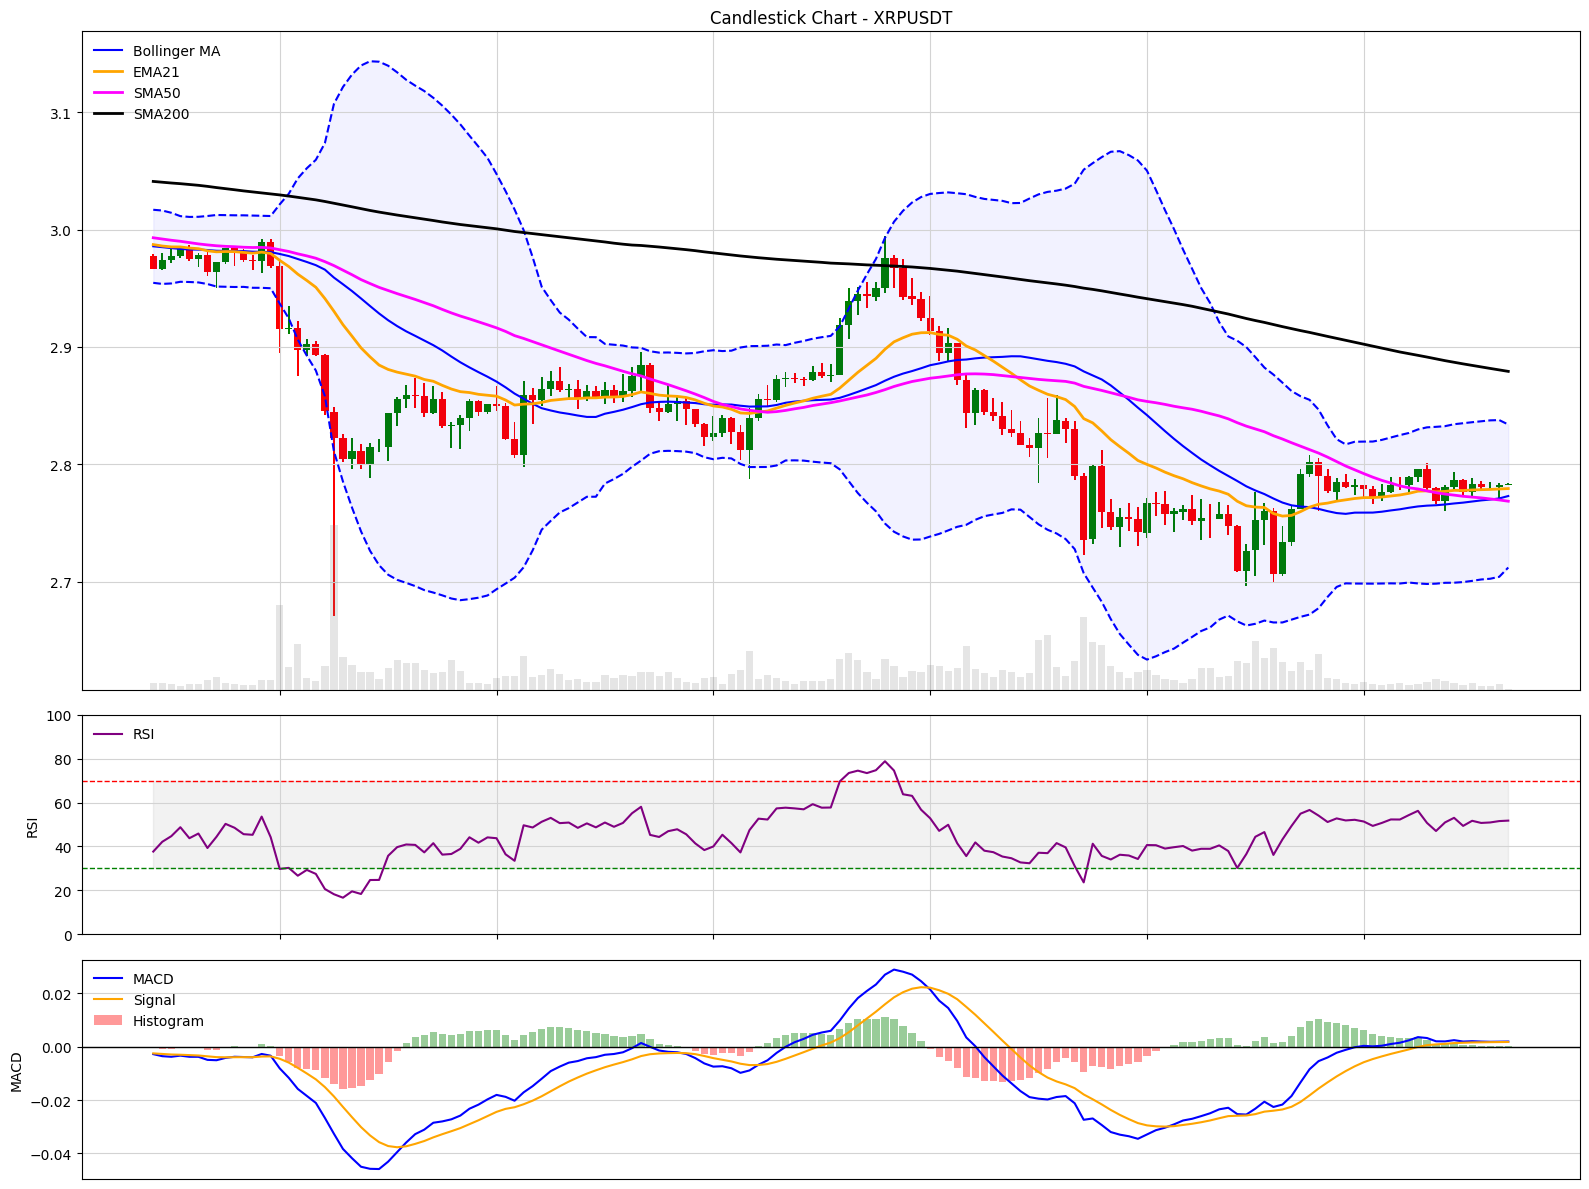 Candlestick Chart - XRPUSDT
Bollinger MA
EMA21
SMA50
SMA200
3.1
3.0
2.9
2.8
2.7
RSI
RSI
100
80
60
40
20
0
MACD
Signal
Histogram
MACD
0.02
0.00
−0.02
−0.04